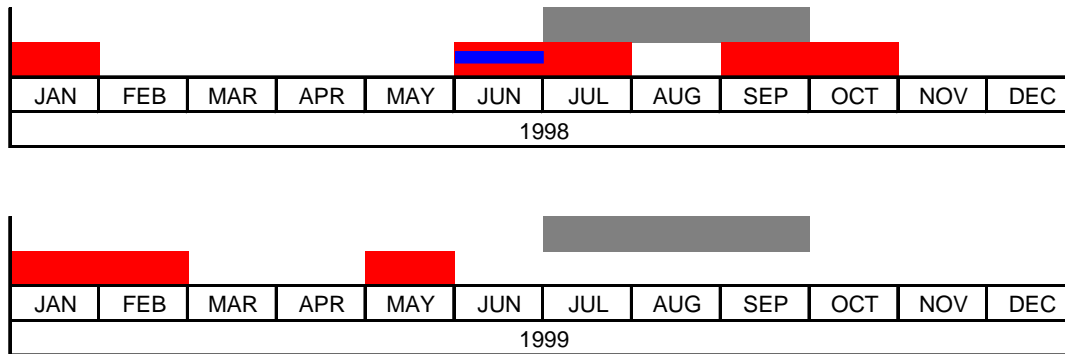 JAN FEB MAR APR MAY JUN JUL AUG SEP OCT NOV DEC
1998
JAN FEB MAR APR MAY JUN JUL AUG SEP OCT NOV DEC
1999